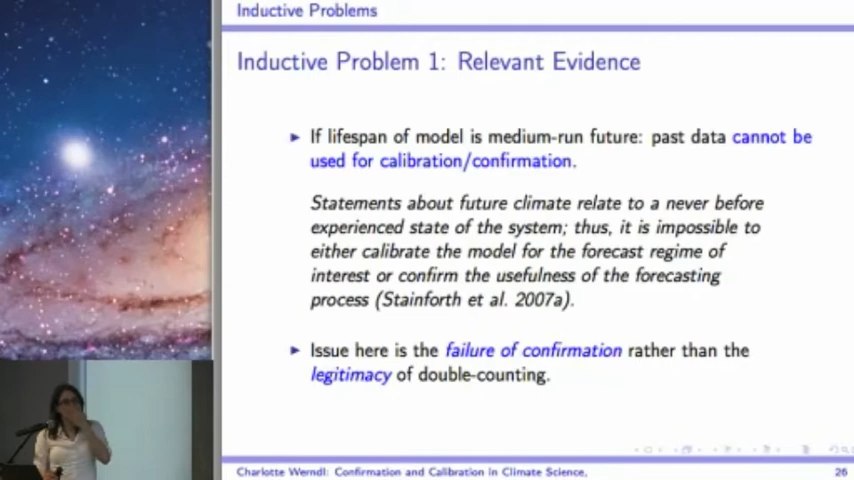 Inductive Problems
Inductive Problem 1: Relevant Evidence
► If lifespan of model is medium-run future: past data cannot be
used for calibration/confirmation.
Statements about future climate relate to a never before
experienced state of the system; thus, it is impossible to
either calibrate the model for the forecast regime of
interest or confirm the usefulness of the forecasting
process (Stainforth et al. 2007a).
► Issue here is the failure of confirmation rather than the
legitimacy of double-counting.
Charlotte Werndl: Confirmation and Calibration in Climate Science,
26